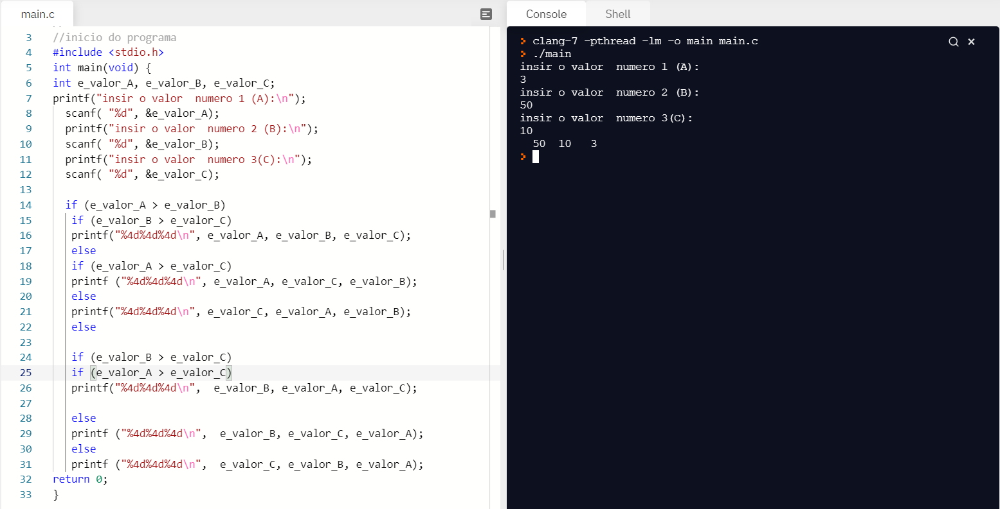 main.c
3 //inicio do programa
4 #include <stdio.h>
5 int main(void) {
6 int e_valor_A, e_valor_B, e_valor_C;
7 printf("insir o valor  numero 1 (A):\n");
8   scanf( "%d", &e_valor_A);
9   printf("insir o valor  numero 2 (B):\n");
10   scanf( "%d", &e_valor_B);
11   printf("insir o valor  numero 3(C):\n");
12   scanf( "%d", &e_valor_C);
13
14   if (e_valor_A > e_valor_B)
15    if (e_valor_B > e_valor_C)
16    printf("%4d%4d%4d\n", e_valor_A, e_valor_B, e_valor_C);
17    else
18    if (e_valor_A > e_valor_C)
19    printf ("%4d%4d%4d\n", e_valor_A, e_valor_C, e_valor_B);
20    else
21    printf("%4d%4d%4d\n", e_valor_C, e_valor_A, e_valor_B);
22    else
23
24    if (e_valor_B > e_valor_C)
25    if (e_valor_A > e_valor_C)
26    printf("%4d%4d%4d\n",  e_valor_B, e_valor_A, e_valor_C);
27
28    else
29    printf ("%4d%4d%4d\n",  e_valor_B, e_valor_C, e_valor_A);
30    else
31    printf ("%4d%4d%4d\n",  e_valor_C, e_valor_B, e_valor_A);
32 return 0;
33 }
Console Shell
clang-7 -pthread -lm -o main main.c
./main
insir o valor  numero 1 (A):
3
insir o valor  numero 2 (B):
50
insir o valor  numero 3(C):
10
  50  10   3